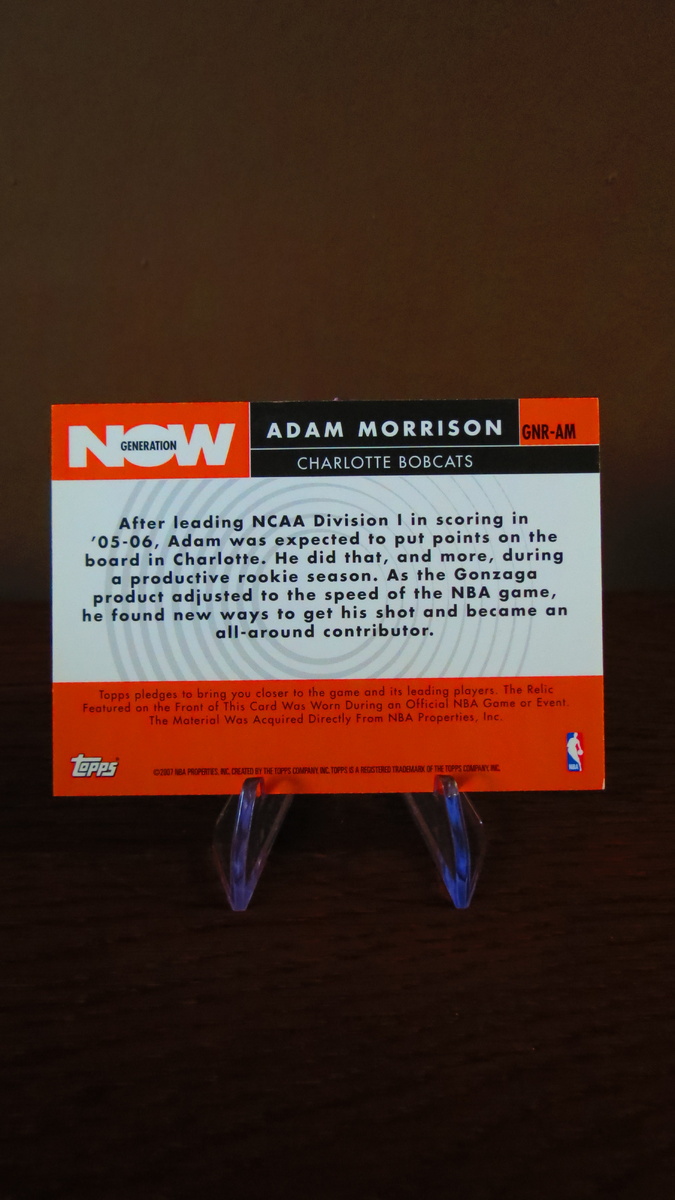 NOW
GENERATION
ADAM MORRISON
GNR-AM
CHARLOTTE BOBCATS
After leading NCAA Division I in scoring in
'05-06, Adam was expected to put points on the
board in Charlotte. He did that, and more, during
a productive rookie season. As the Gonzaga
product adjusted to the speed of the NBA game,
he found new ways to get his shot and became an
all-around contributor.
Topps pledges to bring you closer to the game and its leading players. The Relic
Featured on the Front of This Card Was Worn During an Official NBA Game or Event.
The Material Was Acquired Directly From NBA Properties, Inc.
topps
©2007 NBA PROPERTIES, INC. CREATED BY THE TOPPS COMPANY, INC. TOPPS IS A REGISTERED TRADEMARK OF THE TOPPS COMPANY, INC.
NBA